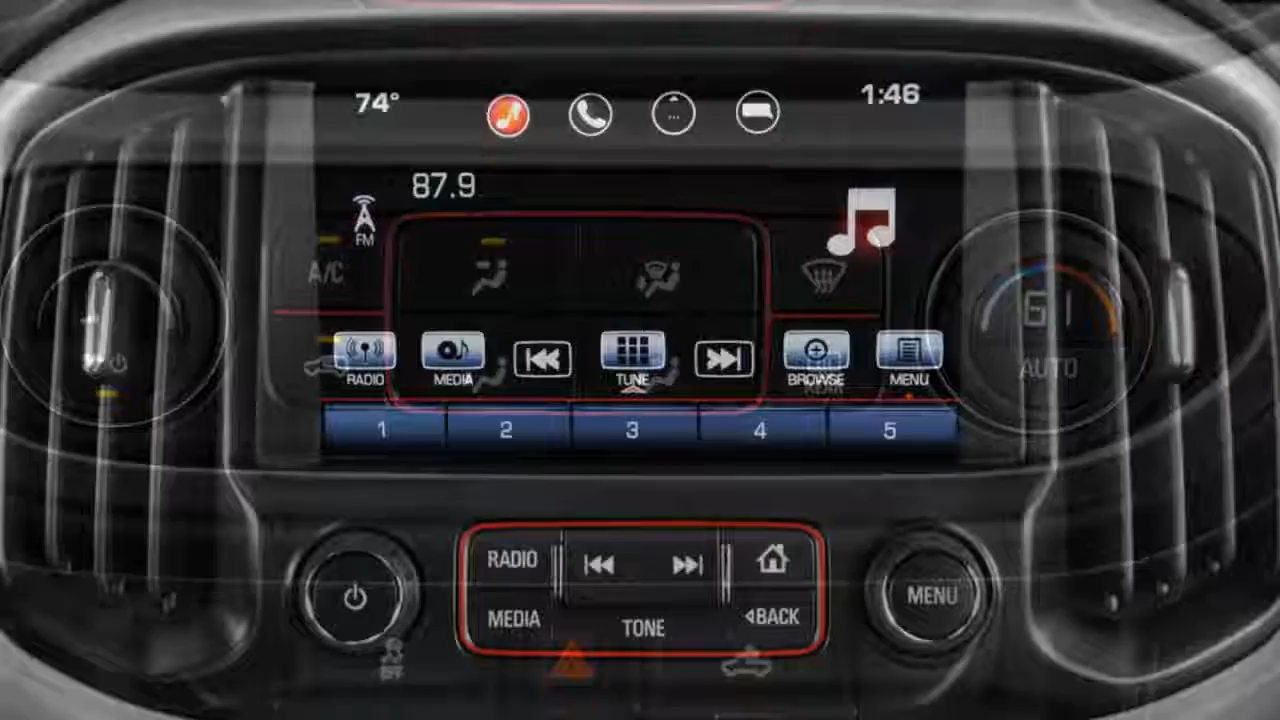 74°
1:46
87.9
FM
A/C
61
AUTO
RADIO
MEDIA
TUNE
BROWSE
MENU
1
2
3
4
5
RADIO
MEDIA
TONE
BACK
MENU